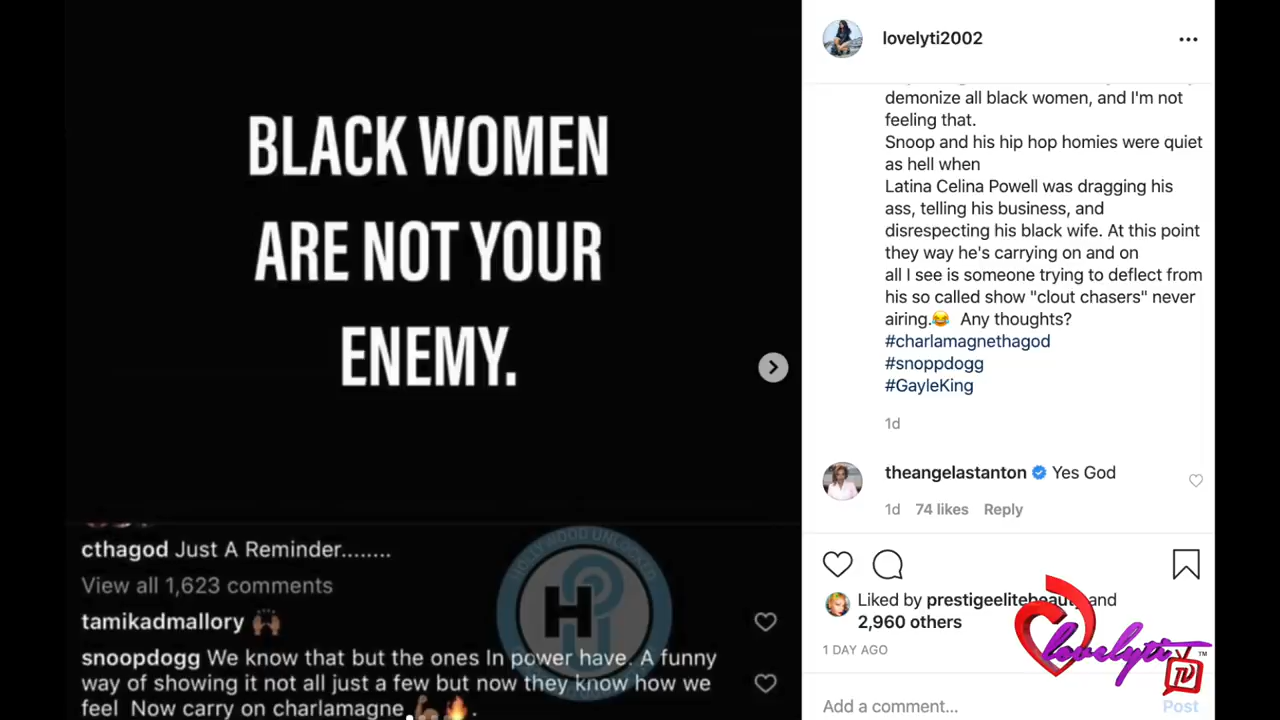 BLACK WOMEN
ARE NOT YOUR
ENEMY.
cthagod Just A Reminder........
View all 1,623 comments
tamikadmallory 🙌🏾
snoopdogg We know that but the ones In power have. A funny
way of showing it not all just a few but now they know how we
feel Now carry on charlamagne 💪🏾🔥.
HOLLYWOOD UNLOCKED
H
lovelyti2002
demonize all black women, and I'm not
feeling that.
Snoop and his hip hop homies were quiet
as hell when
Latina Celina Powell was dragging his
ass, telling his business, and
disrespecting his black wife. At this point
they way he's carrying on and on
all I see is someone trying to deflect from
his so called show "clout chasers" never
airing.😂 Any thoughts?
#charlamagnethagod
#snoppdogg
#GayleKing
1d
theangelastanton Yes God
1d 74 likes Reply
Liked by prestigeelitebeauty and
2,960 others
1 DAY AGO
Add a comment...
Post
lovelyti
TV
TM